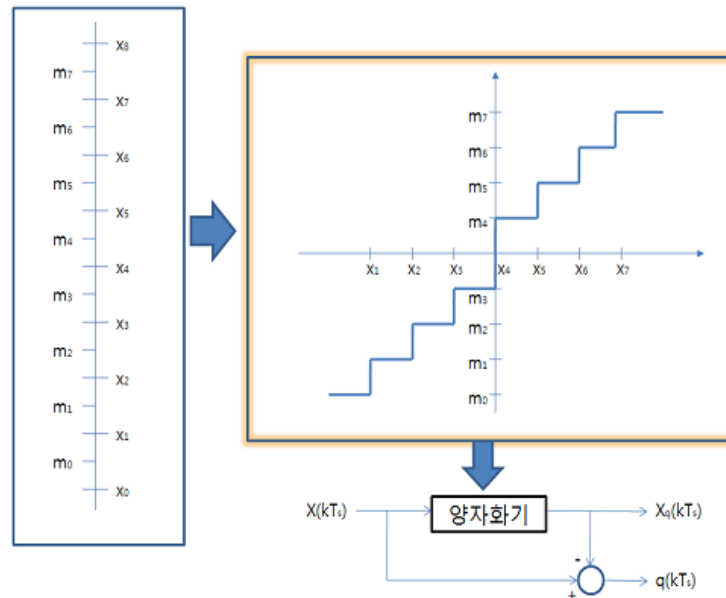 x₈
m₇
x₇
m₆
x₆
m₅
x₅
m₄
x₄
m₃
x₃
m₂
x₂
m₁
x₁
m₀
x₀
m₇
m₆
m₅
m₄
x₁ x₂ x₃ x₄ x₅ x₆ x₇
m₃
m₂
m₁
m₀
X(kTₛ) 양자화기 X_q(kTₛ)
-
+ q(kTₛ)